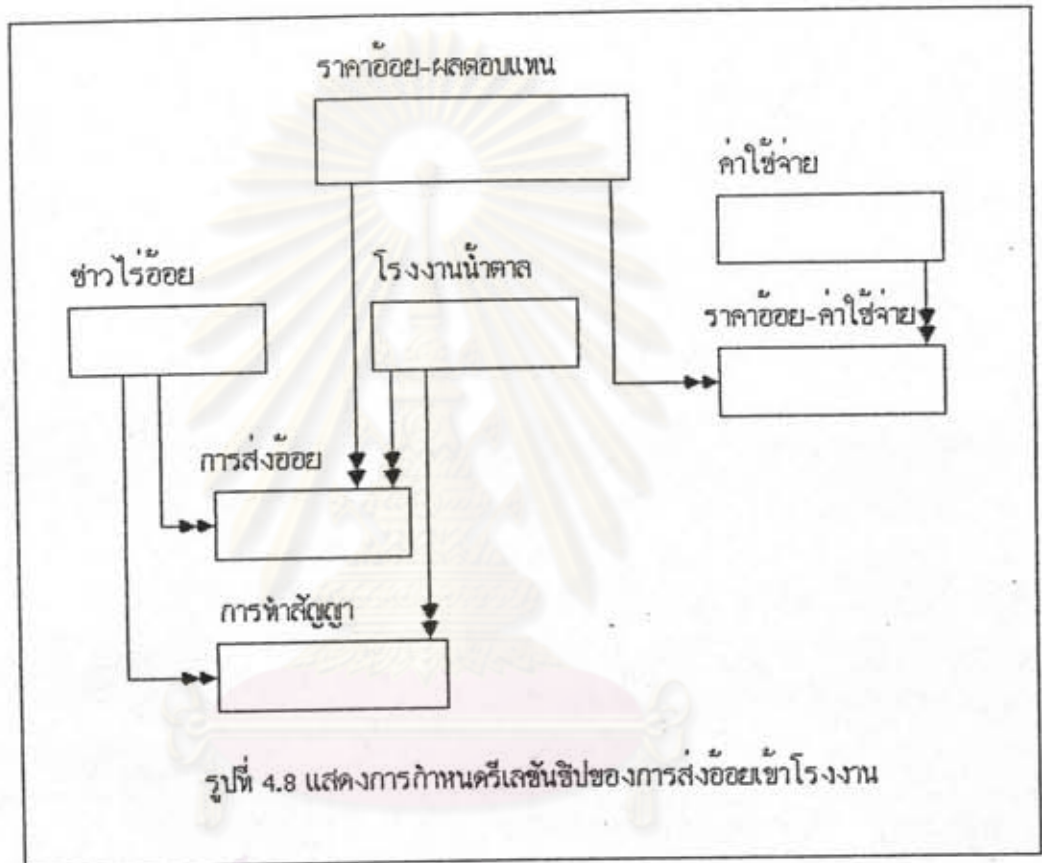 ราคาอ้อย-ผลตอบแทน
ค่าใช้จ่าย
ชาวไร่อ้อย
โรงงานน้ำตาล
ราคาอ้อย-ค่าใช้จ่าย
การส่งอ้อย
การทำสัญญา
รูปที่ 4.8 แสดงการกำหนดรีเลชันชิปของการส่งอ้อยเข้าโรงงาน